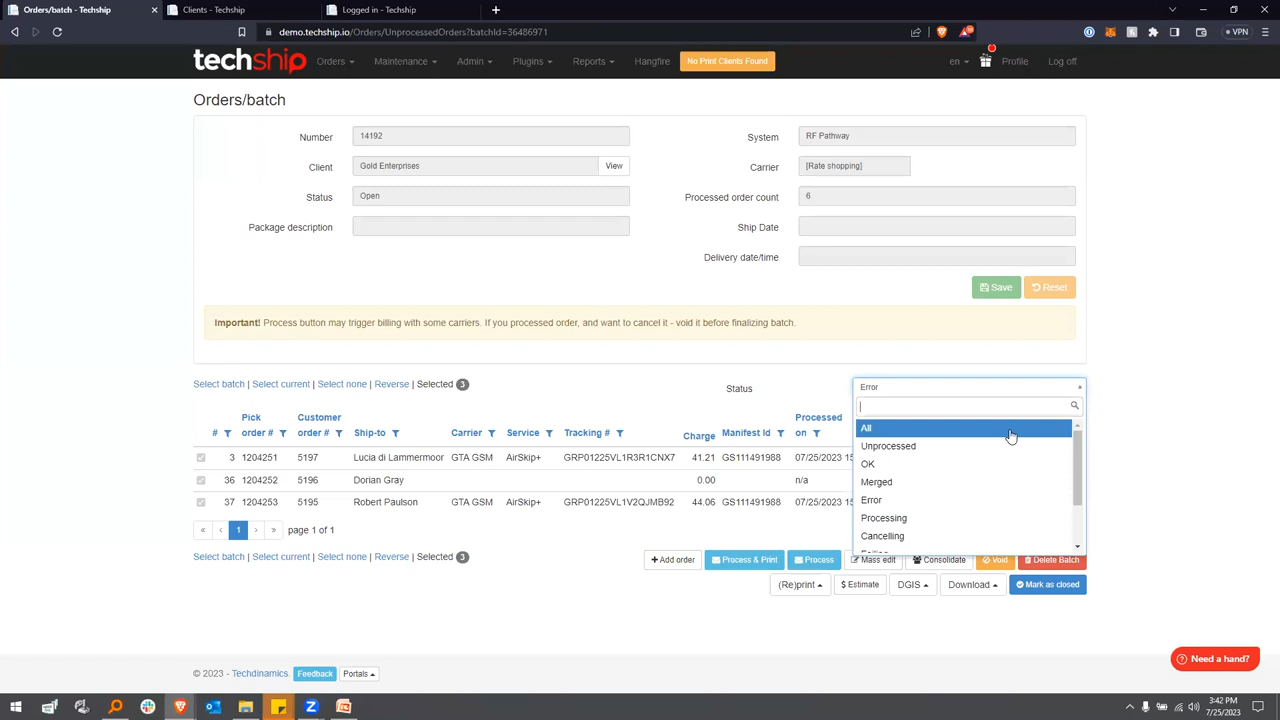 Orders/batch - Techship
Clients - Techship
Logged in - Techship
demo.techship.io/Orders/UnprocessedOrders?batchId=36486971
VPN
techship
Orders
Maintenance
Admin
Plugins
Reports
Hangfire
No Print Clients Found
en
Profile
Log off
Orders/batch
Number
14192
System
RF Pathway
Client
Gold Enterprises
View
Carrier
[Rate shopping]
Status
Open
Processed order count
6
Package description
Ship Date
Delivery date/time
Save
Reset
Important! Process button may trigger billing with some carriers. If you processed order, and want to cancel it - void it before finalizing batch.
Select batch | Select current | Select none | Reverse | Selected 3
Status
Error
All
Unprocessed
OK
Merged
Error
Processing
Cancelling
# Pick order # Customer order # Ship-to Carrier Service Tracking # Charge Manifest Id Processed on
3 1204251 5197 Lucia di Lammermoor GTA GSM AirSkip+ GRP01225VL1R3R1CNX7 41.21 GS111491988 07/25/2023 15
36 1204252 5196 Dorian Gray 0.00 n/a
37 1204253 5195 Robert Paulson GTA GSM AirSkip+ GRP01225VL1V2QJMB92 44.06 GS111491988 07/25/2023 15
« ‹ 1 › » page 1 of 1
Select batch | Select current | Select none | Reverse | Selected 3
+Add order
Process & Print
Process
Mass edit
Consolidate
Void
Delete Batch
(Re)print
$ Estimate
DGIS
Download
Mark as closed
© 2023 - Techdinamics.
Feedback
Portals
Need a hand?
3:42 PM
7/25/2023